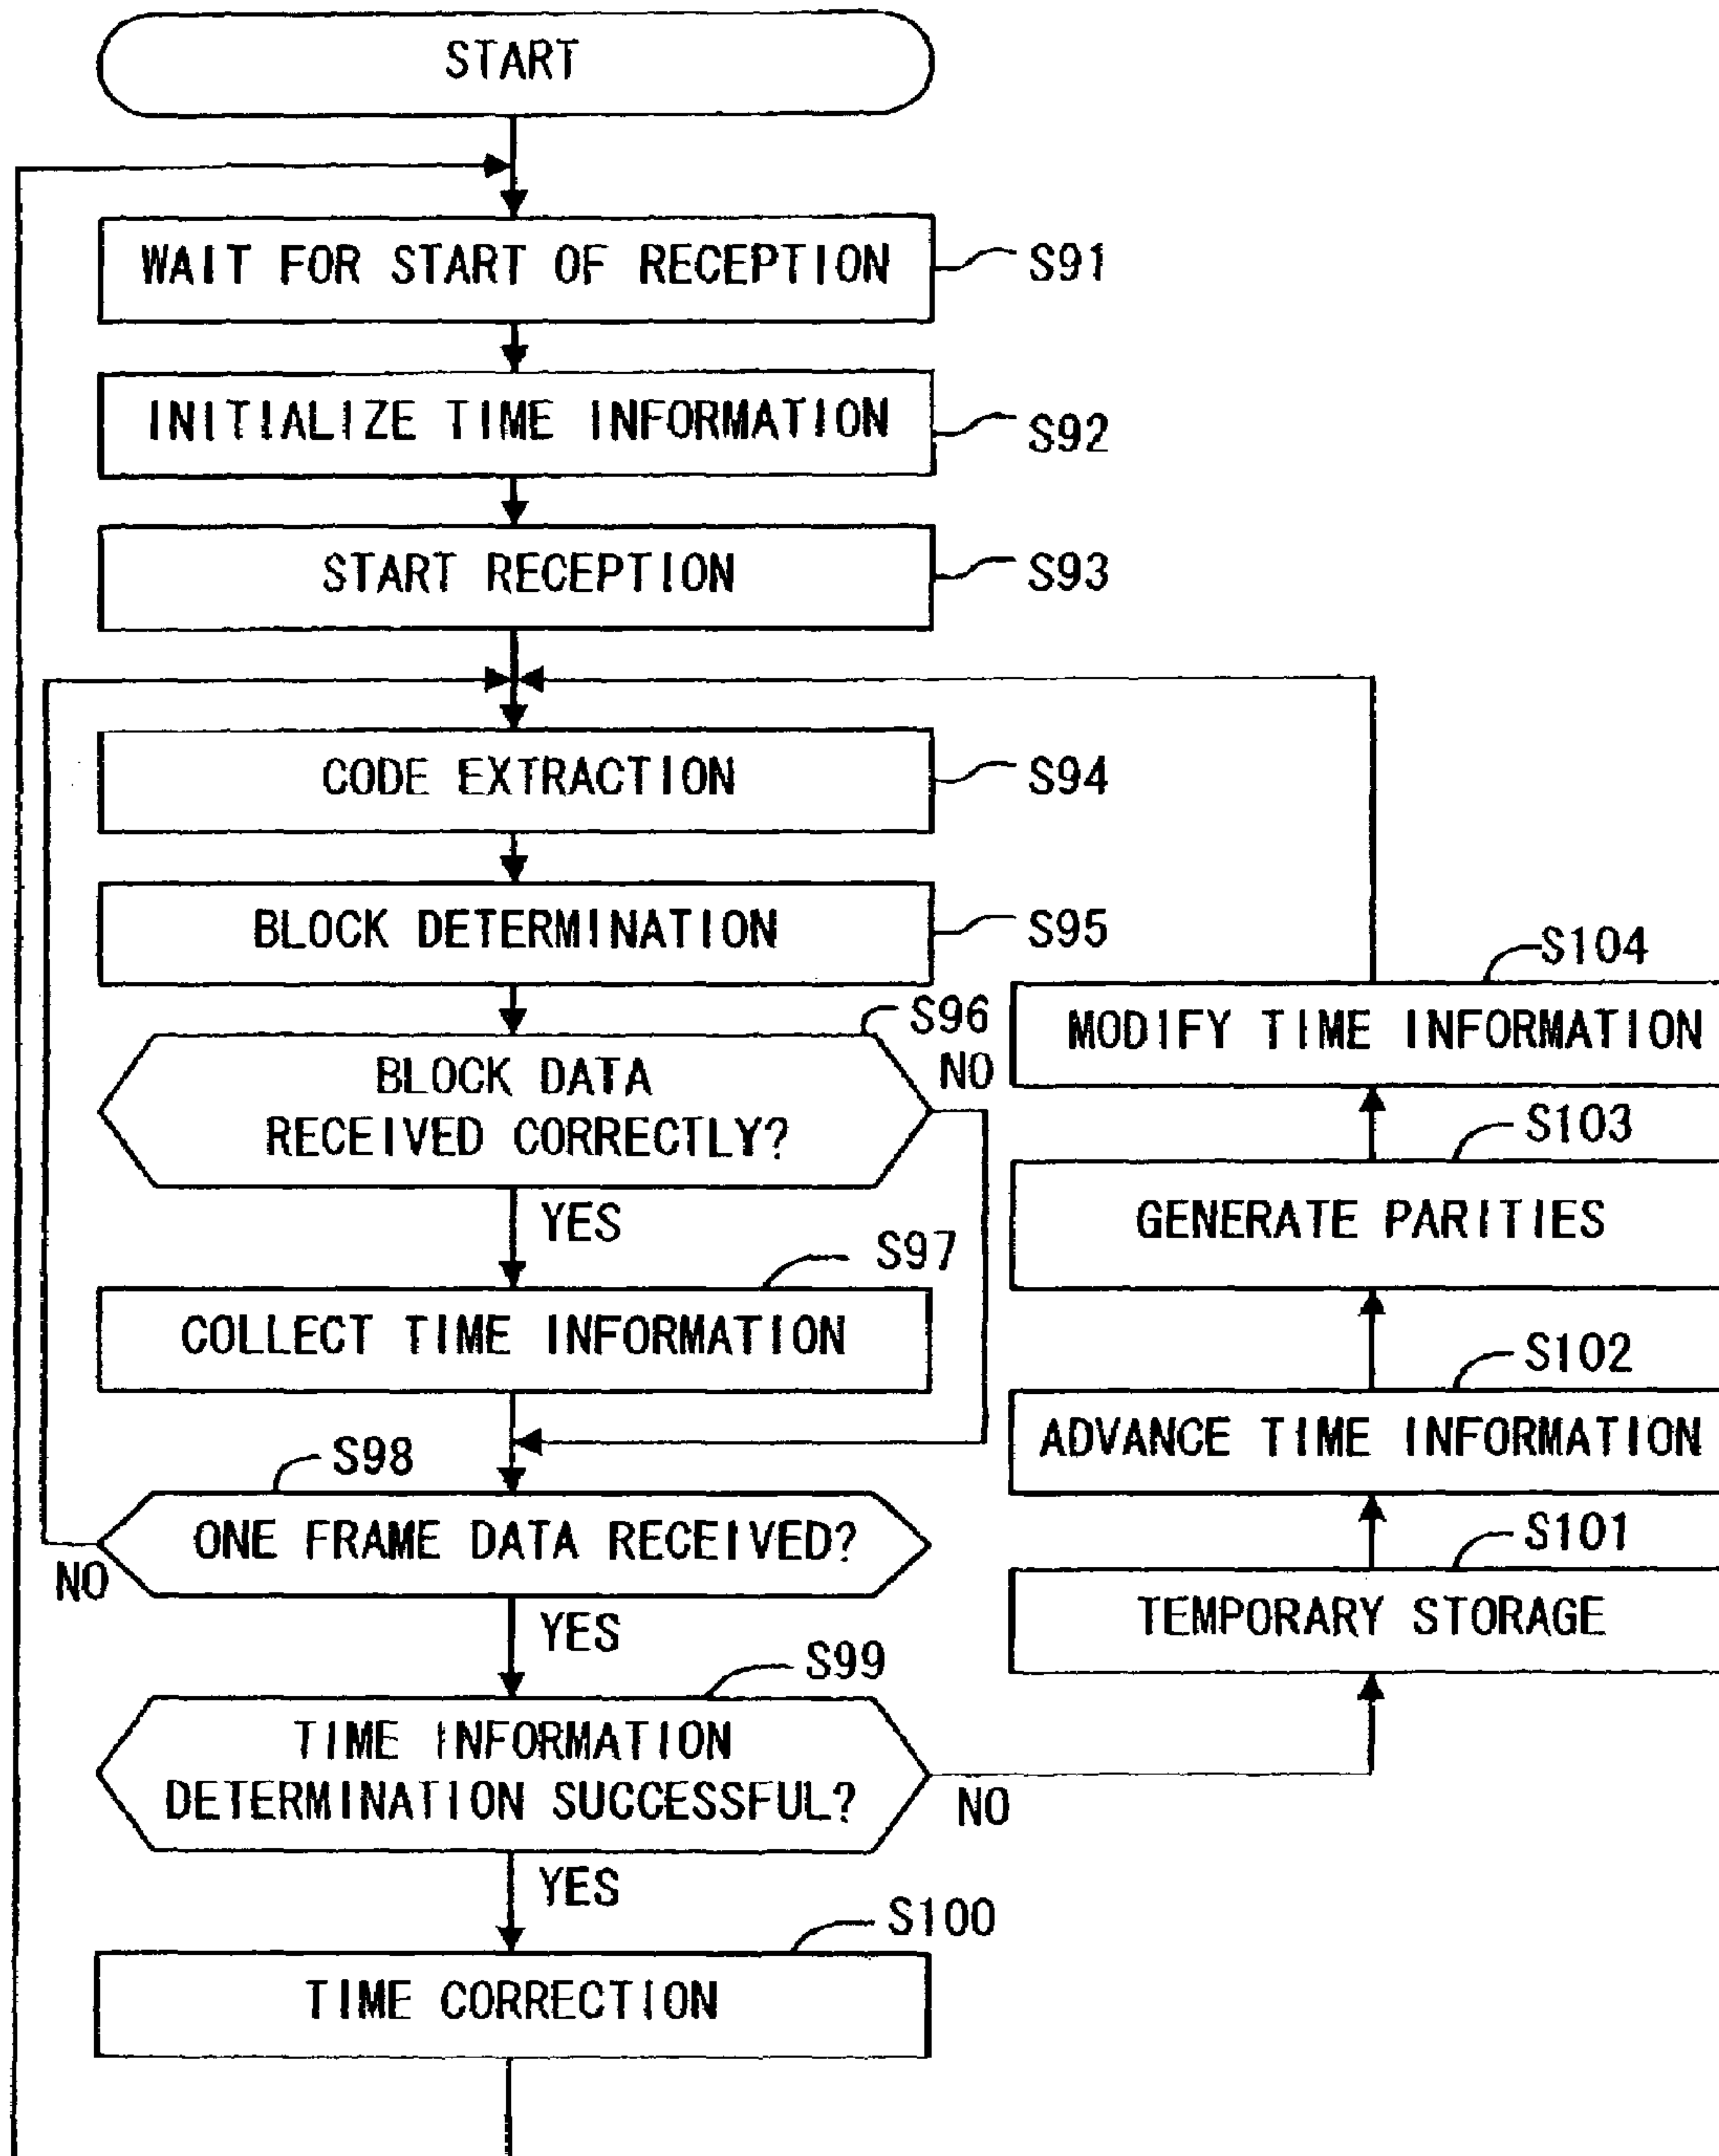 START
WAIT FOR START OF RECEPTION
S91
INITIALIZE TIME INFORMATION
S92
START RECEPTION
S93
CODE EXTRACTION
S94
BLOCK DETERMINATION
S95
S96
BLOCK DATA
RECEIVED CORRECTLY?
NO
YES
S97
COLLECT TIME INFORMATION
S98
ONE FRAME DATA RECEIVED?
NO
YES
S99
TIME INFORMATION
DETERMINATION SUCCESSFUL?
NO
YES
S100
TIME CORRECTION
S104
MODIFY TIME INFORMATION
S103
GENERATE PARITIES
S102
ADVANCE TIME INFORMATION
S101
TEMPORARY STORAGE